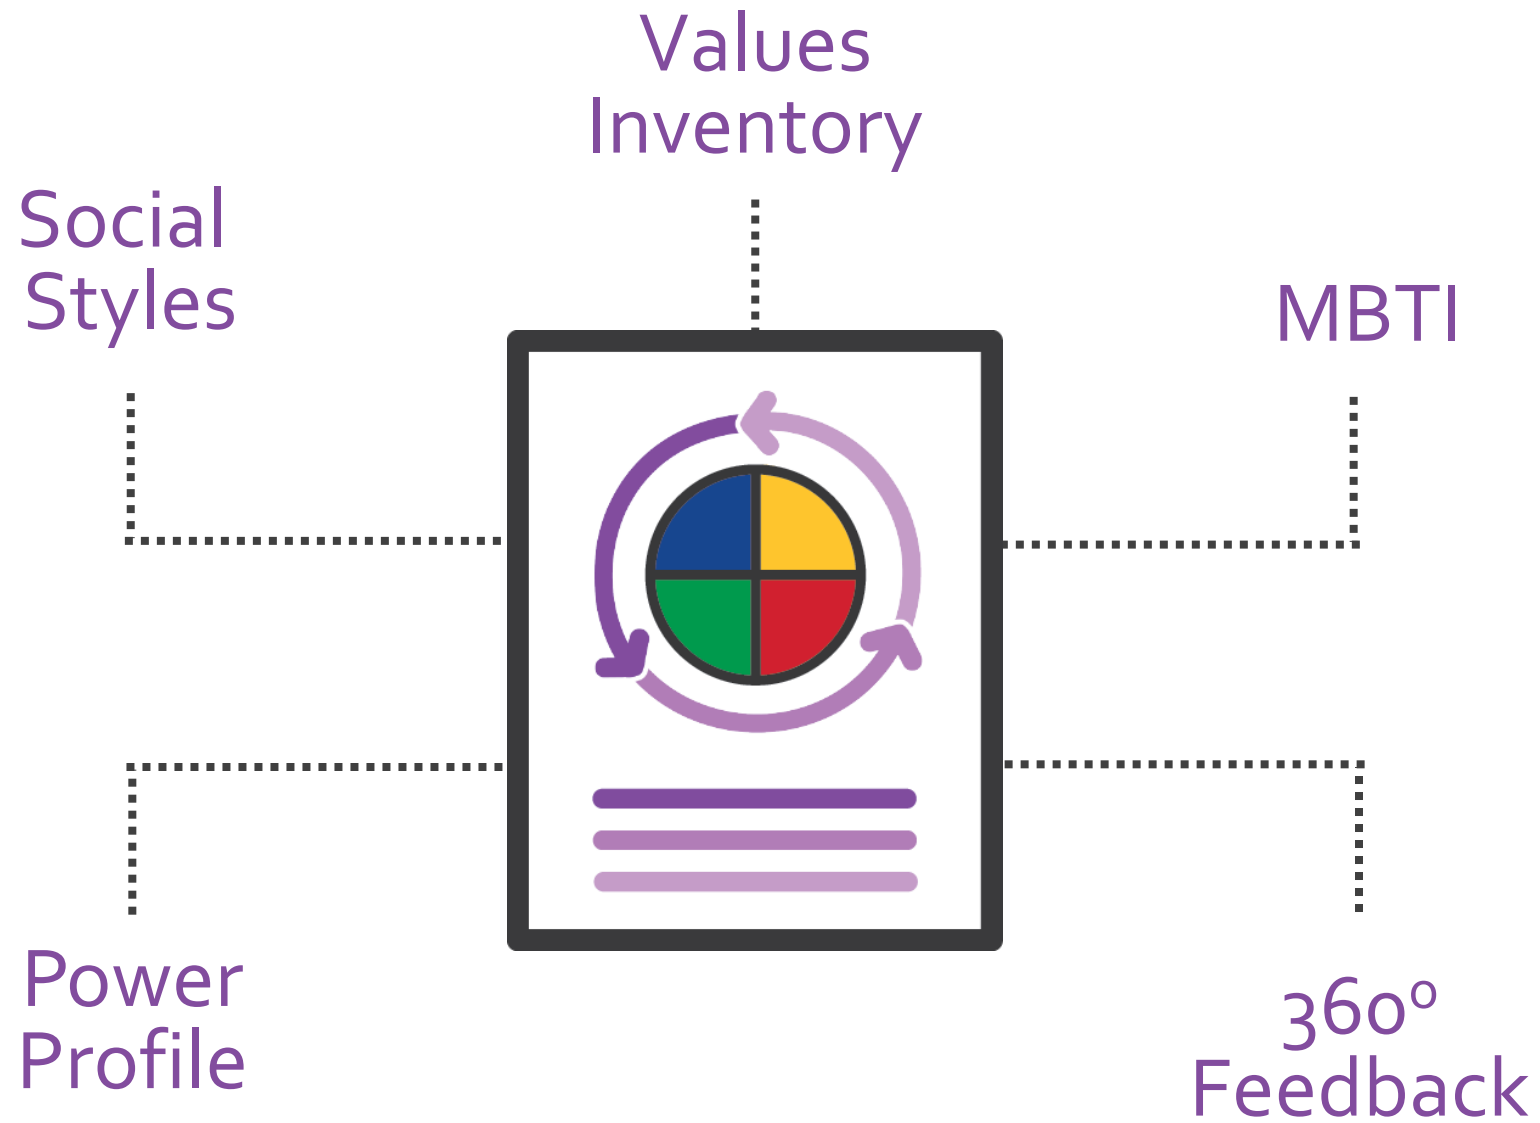 Values
Inventory
Social
Styles
MBTI
Power
Profile
360º
Feedback